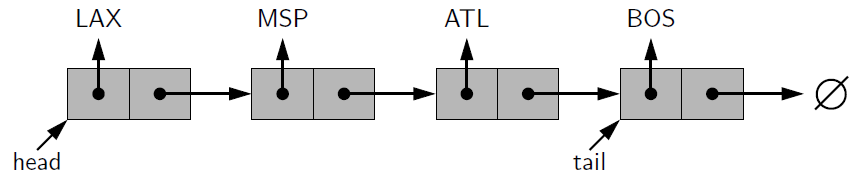 LAX MSP ATL BOS
∅
head tail